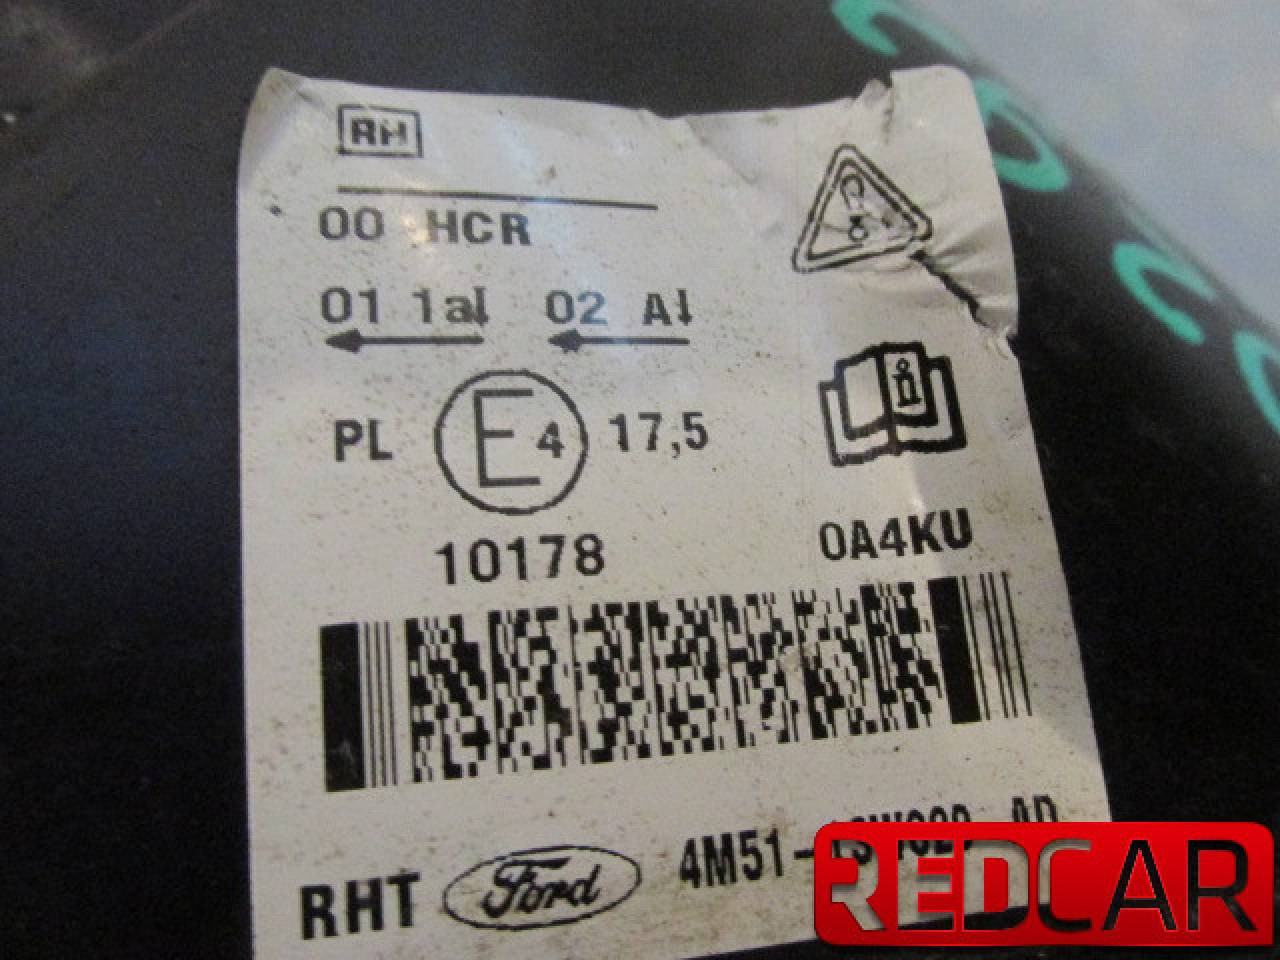 RH
00 HCR
01 1a 02 A
PL E4 17,5
10178 0A4KU
RHT Ford 4M51-
REDCAR